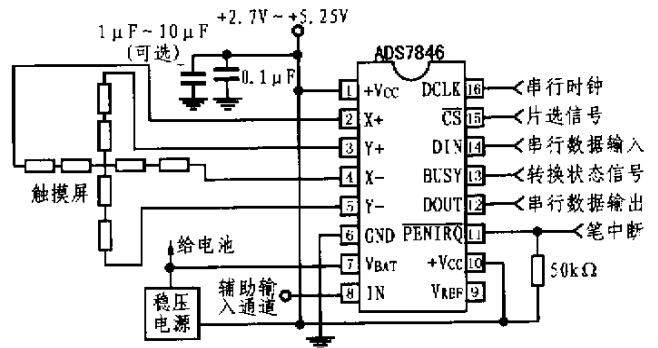 +2.7V~+5.25V
1μF~10μF
(可选)
0.1μF
ADS7846
1 +VCC DCLK 16 串行时钟
2 X+ CS 15 片选信号
3 Y+ DIN 14 串行数据输入
4 X- BUSY 13 转换状态信号
5 Y- DOUT 12 串行数据输出
6 GND PENIRQ 11 笔中断
7 VBAT +VCC 10
8 IN VREF 9
触摸屏
给电池
稳压
电源
辅助输
入通道
50kΩ